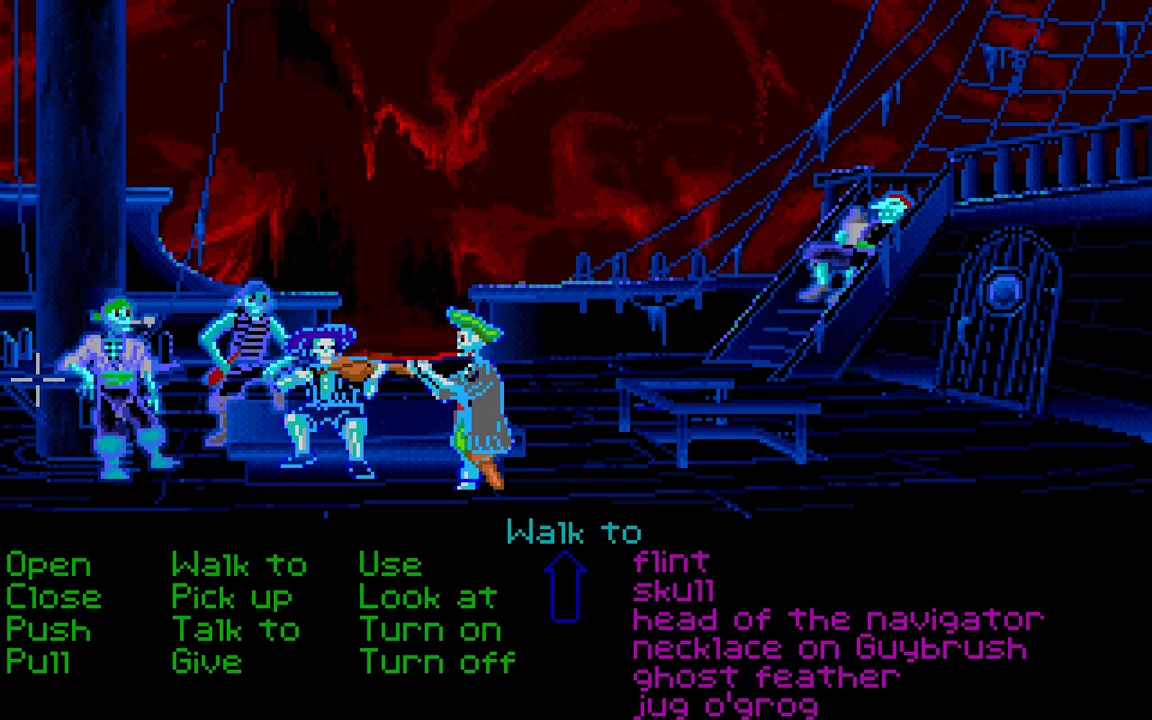 Walk to
Open Walk to Use flint
Close Pick up Look at skull
Push Talk to Turn on head of the navigator
Pull Give Turn off necklace on Guybrush
ghost feather
jug o'grog